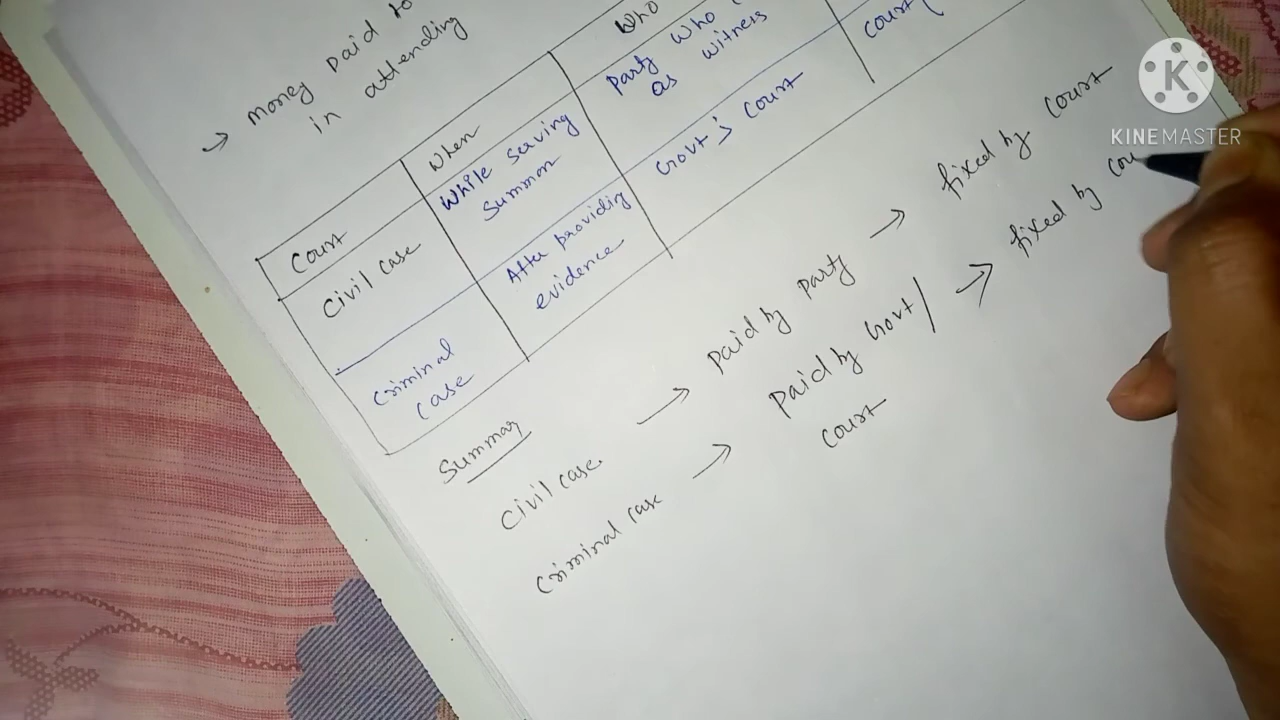 → money paid to
in attending
Who
Court
When
Party who
as witness
Civil case
While serving
Summon
Govt ; Court
Court (
Criminal
case
After providing
evidence
Summary
Civil case. → paid by party → fixed by court
Criminal case → paid by Govt / → fixed by cou
court
K
KINEMASTER